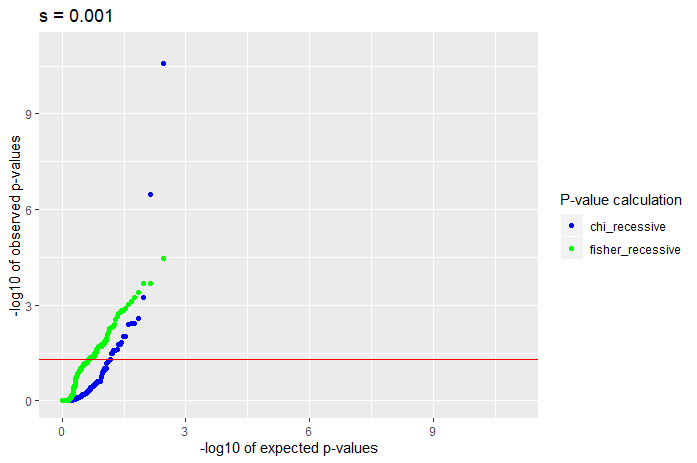 s = 0.001
-log10 of observed p-values
9
6
3
0
0
3
6
9
-log10 of expected p-values
P-value calculation
chi_recessive
fisher_recessive